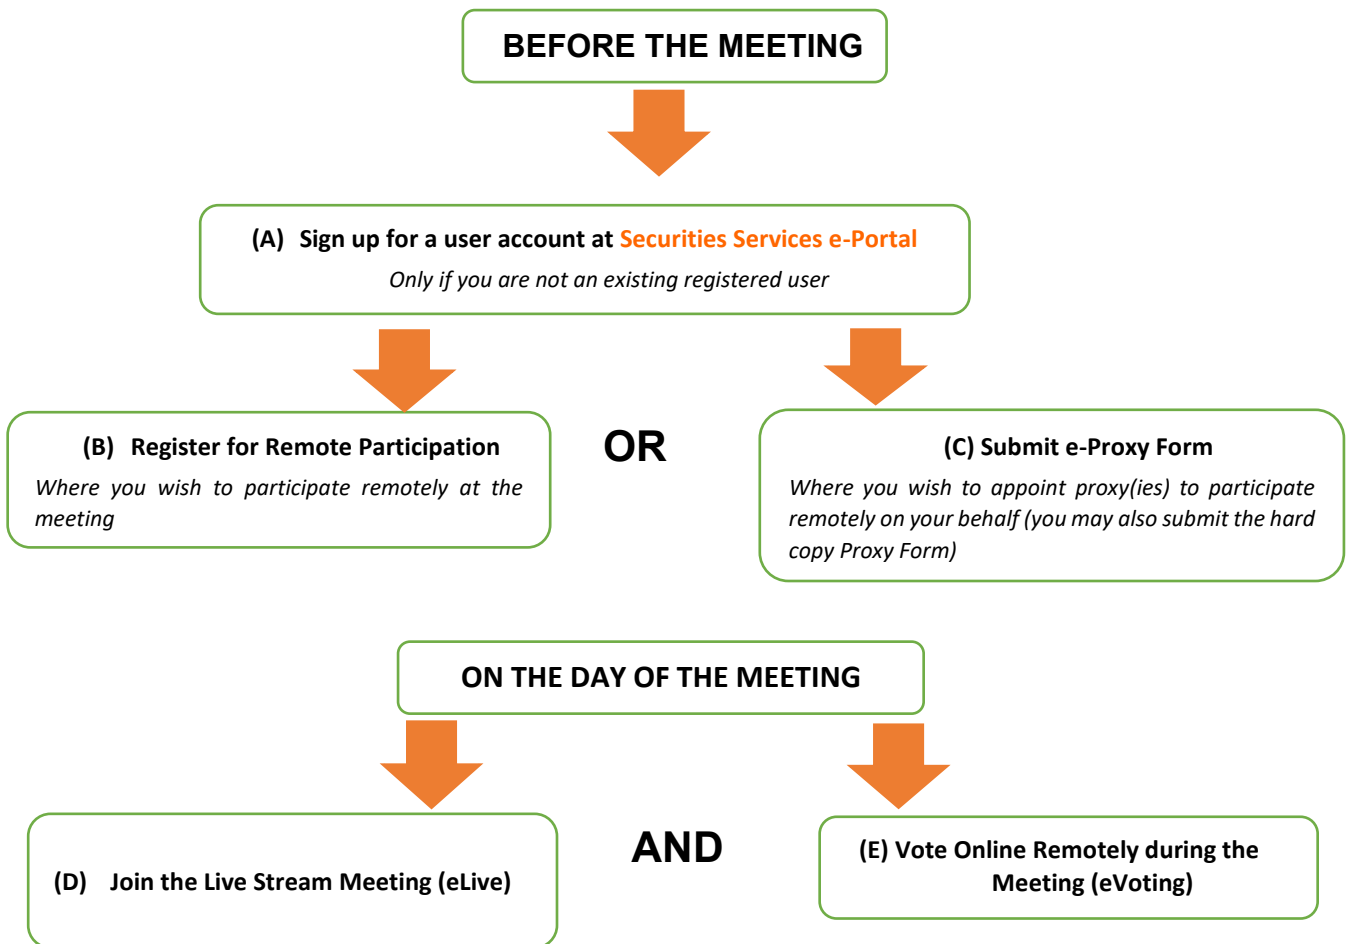 BEFORE THE MEETING
(A) Sign up for a user account at Securities Services e-Portal
Only if you are not an existing registered user
(B) Register for Remote Participation
Where you wish to participate remotely at the
meeting
OR
(C) Submit e-Proxy Form
Where you wish to appoint proxy(ies) to participate
remotely on your behalf (you may also submit the hard
copy Proxy Form)
ON THE DAY OF THE MEETING
(D) Join the Live Stream Meeting (eLive)
AND
(E) Vote Online Remotely during the
Meeting (eVoting)